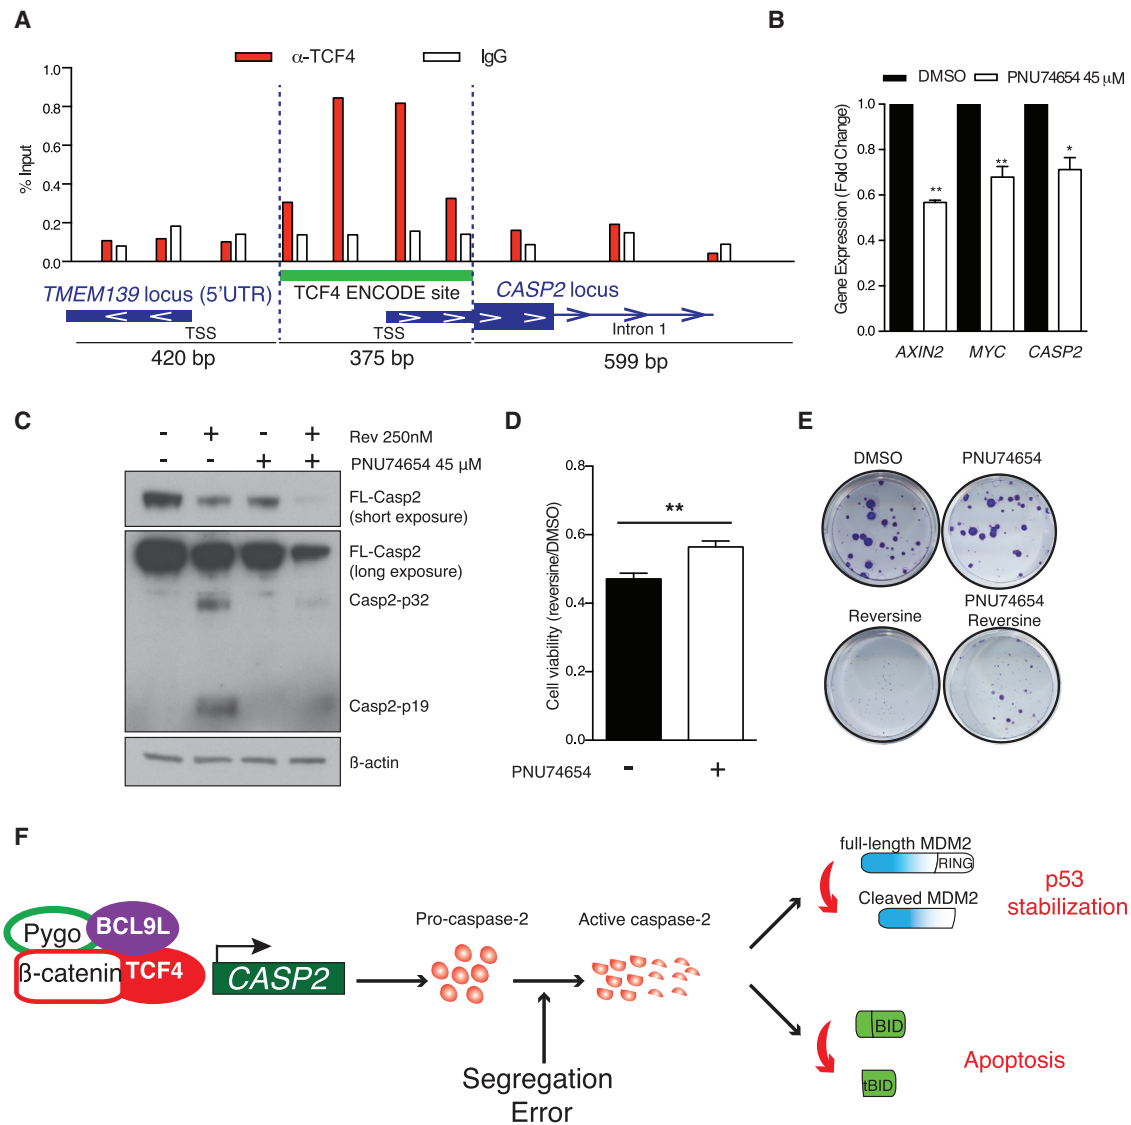 A
α-TCF4
IgG
1.0
0.8
0.6
0.4
0.2
0.0
% Input
TMEM139 locus (5'UTR)
TCF4 ENCODE site
CASP2 locus
TSS
TSS
Intron 1
420 bp
375 bp
599 bp
B
DMSO
PNU74654 45 µM
Gene Expression (Fold Change)
1.0
0.8
0.6
0.4
0.2
0.0
**
**
*
AXIN2
MYC
CASP2
C
- + - + Rev 250nM
- - + + PNU74654 45 µM
FL-Casp2
(short exposure)
FL-Casp2
(long exposure)
Casp2-p32
Casp2-p19
ß-actin
D
Cell viability (reversine/DMSO)
0.8
0.6
0.4
0.2
0.0
**
PNU74654 - +
E
DMSO
PNU74654
Reversine
PNU74654
Reversine
F
Pygo
BCL9L
ß-catenin
TCF4
CASP2
Pro-caspase-2
Active caspase-2
Segregation
Error
full-length MDM2
RING
Cleaved MDM2
p53
stabilization
BID
tBID
Apoptosis